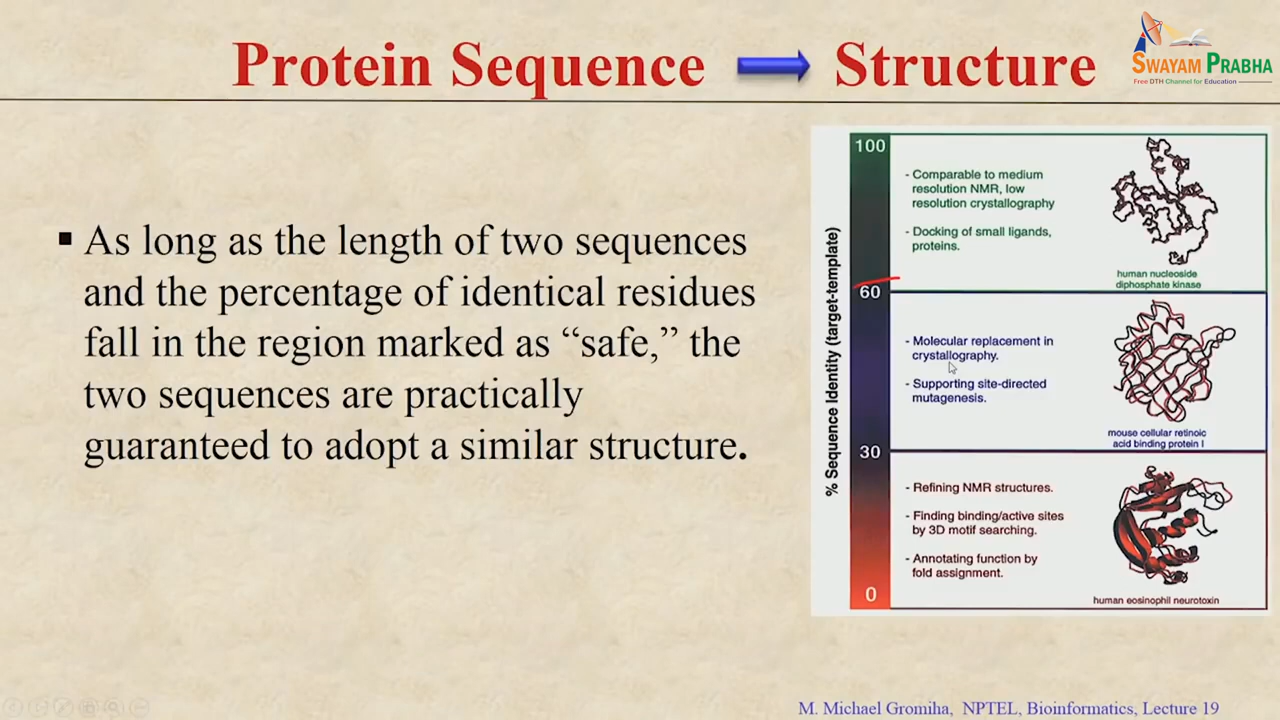 Protein Sequence Structure
SWAYAM PRABHA
Free DTH Channel for Education
▪ As long as the length of two sequences
and the percentage of identical residues
fall in the region marked as “safe,” the
two sequences are practically
guaranteed to adopt a similar structure.
% Sequence Identity (target-template)
100
- Comparable to medium
resolution NMR, low
resolution crystallography
- Docking of small ligands,
proteins.
human nucleoside
diphosphate kinase
60
- Molecular replacement in
crystallography.
- Supporting site-directed
mutagenesis.
mouse cellular retinoic
acid binding protein I
30
- Refining NMR structures.
- Finding binding/active sites
by 3D motif searching.
- Annotating function by
fold assignment.
0
human eosinophil neurotoxin
M. Michael Gromiha, NPTEL, Bioinformatics, Lecture 19